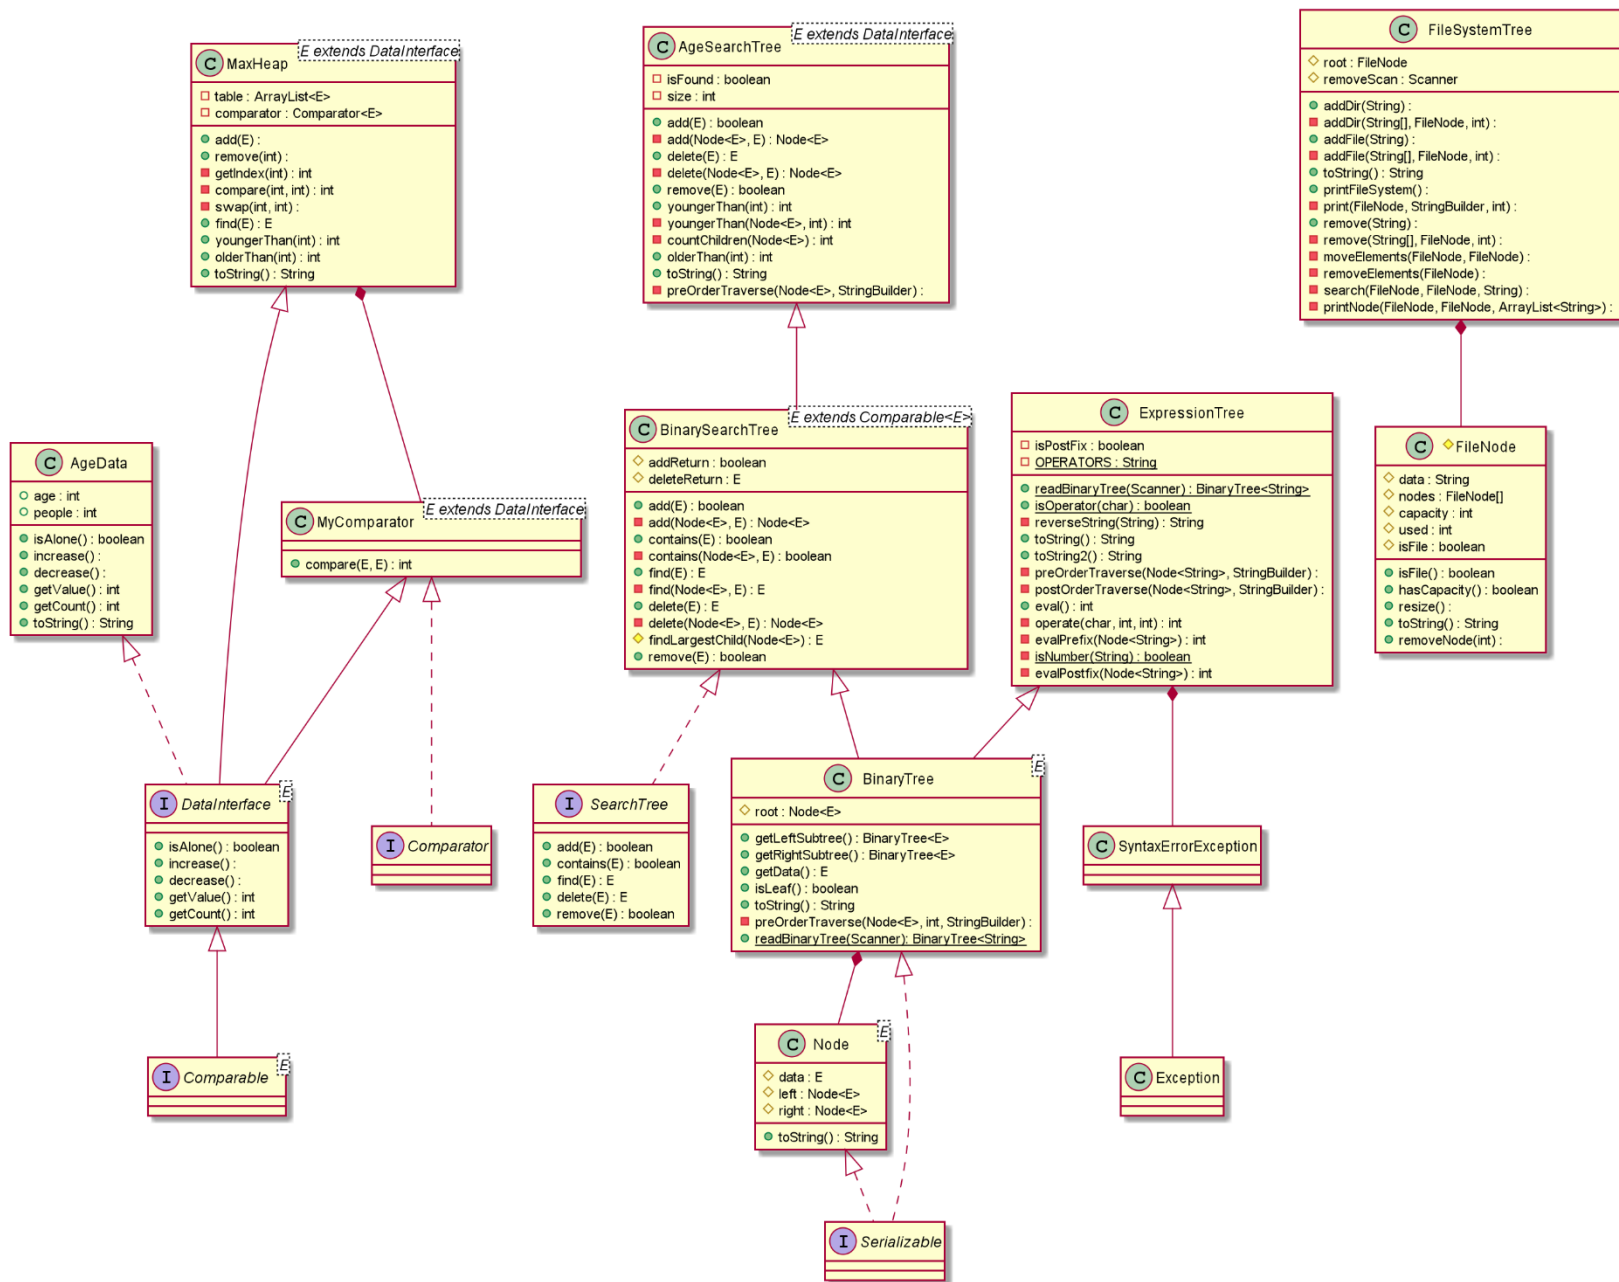 MaxHeap
E extends DataInterface
table : ArrayList<E>
comparator : Comparator<E>
add(E) :
remove(int) :
getIndex(int) : int
compare(int, int) : int
swap(int, int) :
find(E) : E
youngerThan(int) : int
olderThan(int) : int
toString() : String
AgeSearchTree
E extends DataInterface
isFound : boolean
size : int
add(E) : boolean
add(Node<E>, E) : Node<E>
delete(E) : E
delete(Node<E>, E) : Node<E>
remove(E) : boolean
youngerThan(int) : int
youngerThan(Node<E>, int) : int
countChildren(Node<E>) : int
olderThan(int) : int
toString() : String
preOrderTraverse(Node<E>, StringBuilder) :
FileSystemTree
root : FileNode
removeScan : Scanner
addDir(String) :
addDir(String[], FileNode, int) :
addFile(String) :
addFile(String[], FileNode, int) :
toString() : String
printFileSystem() :
print(FileNode, StringBuilder, int) :
remove(String) :
remove(String[], FileNode, int) :
moveElements(FileNode, FileNode) :
removeElements(FileNode) :
search(FileNode, FileNode, String) :
printNode(FileNode, FileNode, ArrayList<String>) :
AgeData
age : int
people : int
isAlone() : boolean
increase() :
decrease() :
getValue() : int
getCount() : int
toString() : String
MyComparator
E extends DataInterface
compare(E, E) : int
BinarySearchTree
E extends Comparable<E>
addReturn : boolean
deleteReturn : E
add(E) : boolean
add(Node<E>, E) : Node<E>
contains(E) : boolean
contains(Node<E>, E) : boolean
find(E) : E
find(Node<E>, E) : E
delete(E) : E
delete(Node<E>, E) : Node<E>
findLargestChild(Node<E>) : E
remove(E) : boolean
ExpressionTree
isPostFix : boolean
OPERATORS : String
readBinaryTree(Scanner) : BinaryTree<String>
isOperator(char) : boolean
reverseString(String) : String
toString() : String
toString2() : String
preOrderTraverse(Node<String>, StringBuilder) :
postOrderTraverse(Node<String>, StringBuilder) :
eval() : int
operate(char, int, int) : int
evalPrefix(Node<String>) : int
isNumber(String) : boolean
evalPostfix(Node<String>) : int
FileNode
data : String
nodes : FileNode[]
capacity : int
used : int
isFile : boolean
isFile() : boolean
hasCapacity() : boolean
resize() :
toString() : String
removeNode(int) :
DataInterface
E
isAlone() : boolean
increase() :
decrease() :
getValue() : int
getCount() : int
Comparator
SearchTree
add(E) : boolean
contains(E) : boolean
find(E) : E
delete(E) : E
remove(E) : boolean
BinaryTree
E
root : Node<E>
getLeftSubtree() : BinaryTree<E>
getRightSubtree() : BinaryTree<E>
getData() : E
isLeaf() : boolean
toString() : String
preOrderTraverse(Node<E>, int, StringBuilder) :
readBinaryTree(Scanner): BinaryTree<String>
SyntaxErrorException
Comparable
E
Node
E
data : E
left : Node<E>
right : Node<E>
toString() : String
Exception
Serializable